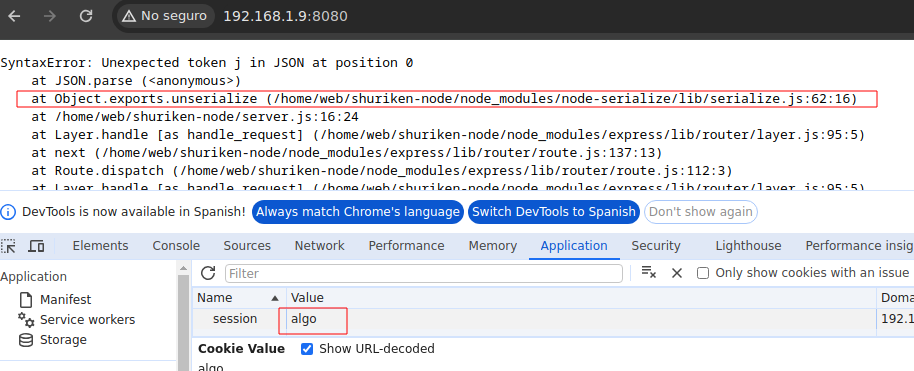 No seguro 192.168.1.9:8080
SyntaxError: Unexpected token j in JSON at position 0
at JSON.parse (<anonymous>)
at Object.exports.unserialize (/home/web/shuriken-node/node_modules/node-serialize/lib/serialize.js:62:16)
at /home/web/shuriken-node/server.js:16:24
at Layer.handle [as handle_request] (/home/web/shuriken-node/node_modules/express/lib/router/layer.js:95:5)
at next (/home/web/shuriken-node/node_modules/express/lib/router/route.js:137:13)
at Route.dispatch (/home/web/shuriken-node/node_modules/express/lib/router/route.js:112:3)
at Layer.handle [as handle_request] (/home/web/shuriken-node/node_modules/express/lib/router/layer.js:95:5)
DevTools is now available in Spanish! Always match Chrome's language Switch DevTools to Spanish Don't show again
Elements Console Sources Network Performance Memory Application Security Lighthouse Performance insig
Application Filter Only show cookies with an issue
Manifest Name Value Doma
Service workers session algo 192.1
Storage Cookie Value Show URL-decoded
algo